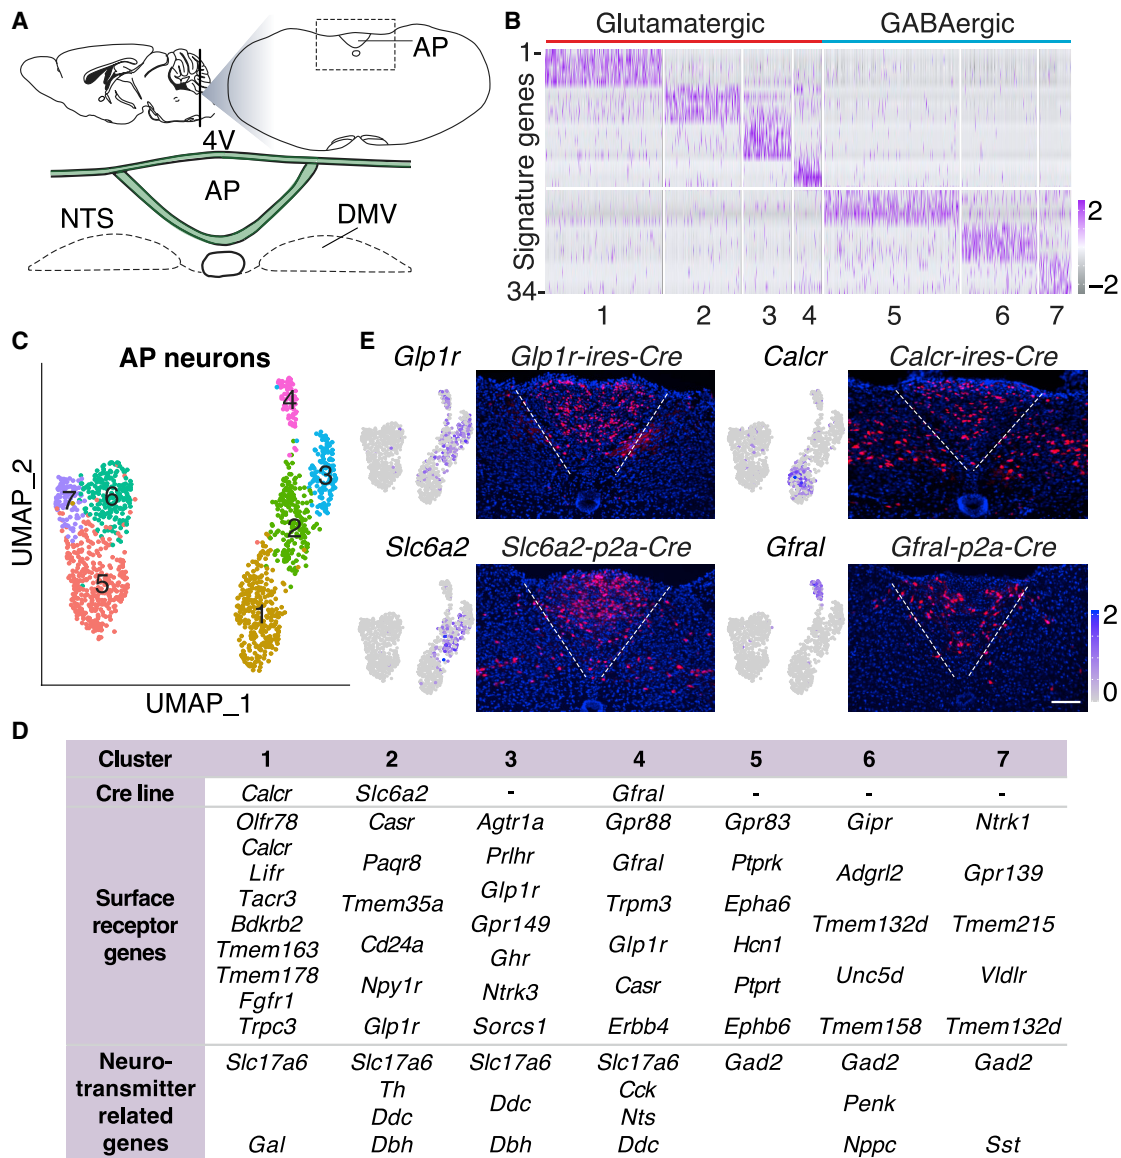 A
AP
4V
AP
NTS
DMV
B
Glutamatergic
GABAergic
1-
Signature genes
34-
2
−2
1 2 3 4 5 6 7
C
AP neurons
4
3
2
1
7
6
5
UMAP_2
UMAP_1
E
Glp1r
Glp1r-ires-Cre
Calcr
Calcr-ires-Cre
Slc6a2
Slc6a2-p2a-Cre
Gfral
Gfral-p2a-Cre
2
0
D
Cluster 1 2 3 4 5 6 7
Cre line Calcr Slc6a2 - Gfral - - -
Surface
receptor
genes
Olfr78
Calcr
Lifr
Tacr3
Bdkrb2
Tmem163
Tmem178
Fgfr1
Trpc3
Casr
Paqr8
Tmem35a
Cd24a
Npy1r
Glp1r
Agtr1a
Prlhr
Glp1r
Gpr149
Ghr
Ntrk3
Sorcs1
Gpr88
Gfral
Trpm3
Glp1r
Casr
Erbb4
Gpr83
Ptprk
Epha6
Hcn1
Ptprt
Ephb6
Gipr
Adgrl2
Tmem132d
Unc5d
Tmem158
Ntrk1
Gpr139
Tmem215
Vldlr
Tmem132d
Neuro-
transmitter
related
genes
Slc17a6
Gal
Slc17a6
Th
Ddc
Dbh
Slc17a6
Ddc
Dbh
Slc17a6
Cck
Nts
Ddc
Gad2
Gad2
Penk
Nppc
Gad2
Sst